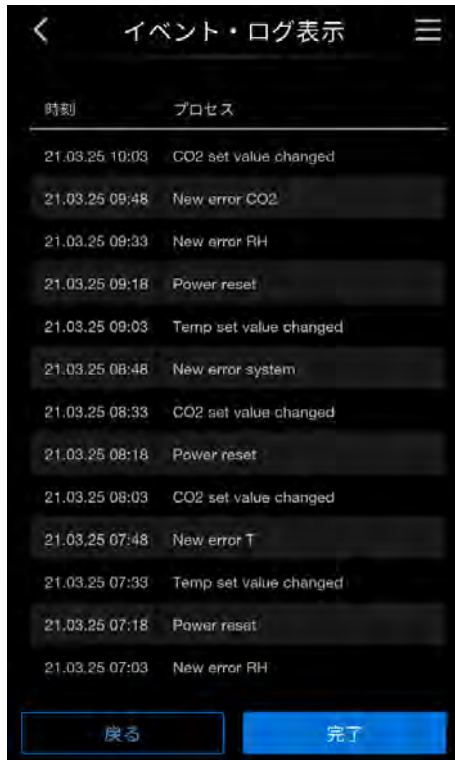 イベント・ログ表示
時刻 プロセス
21.03.25 10:03 CO2 set value changed
21.03.25 09:48 New error CO2
21.03.25 09:33 New error RH
21.03.25 09:18 Power reset
21.03.25 09:03 Temp set value changed
21.03.25 08:48 New error system
21.03.25 08:33 CO2 set value changed
21.03.25 08:18 Power reset
21.03.25 08:03 CO2 set value changed
21.03.25 07:48 New error T
21.03.25 07:33 Temp set value changed
21.03.25 07:18 Power reset
21.03.25 07:03 New error RH
戻る 完了